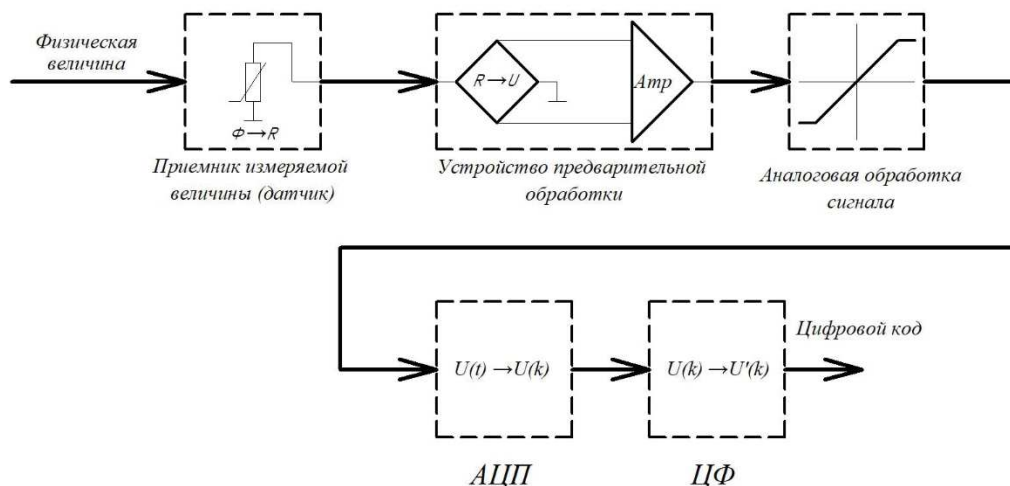 Физическая
величина
Ф→R
Приемник измеряемой
величины (датчик)
R→U
Amp
Устройство предварительной
обработки
Аналоговая обработка
сигнала
U(t)→U(k)
АЦП
U(k)→U'(k)
ЦФ
Цифровой код